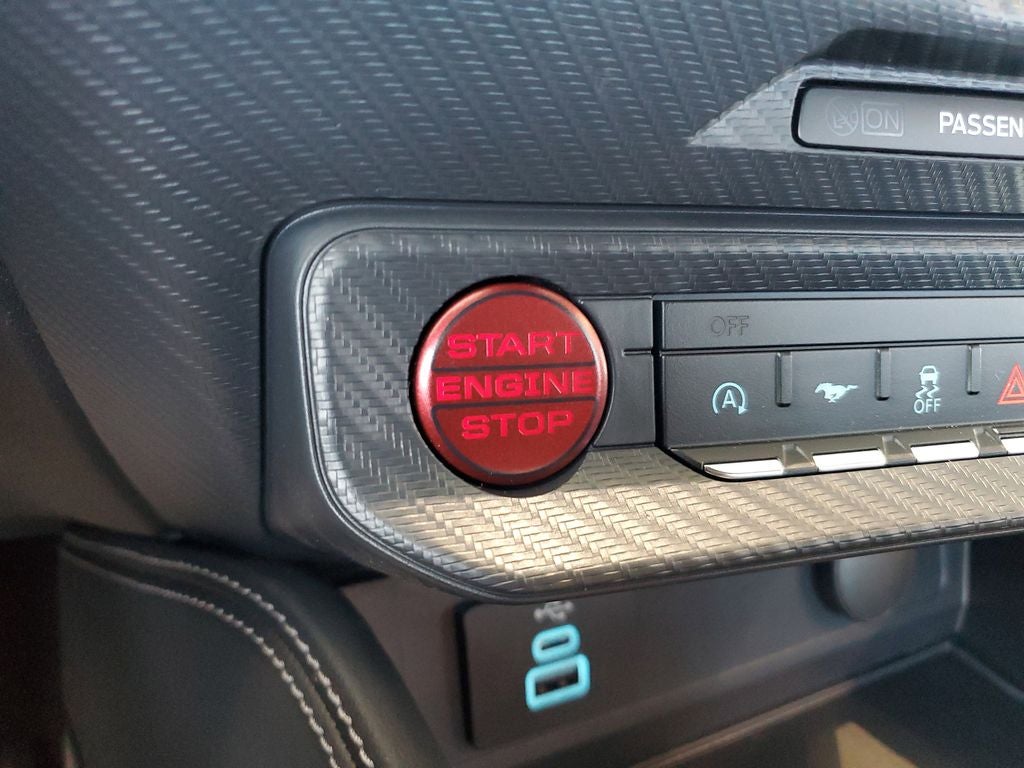 ON
PASSEN
START
ENGINE
STOP
OFF
A
OFF